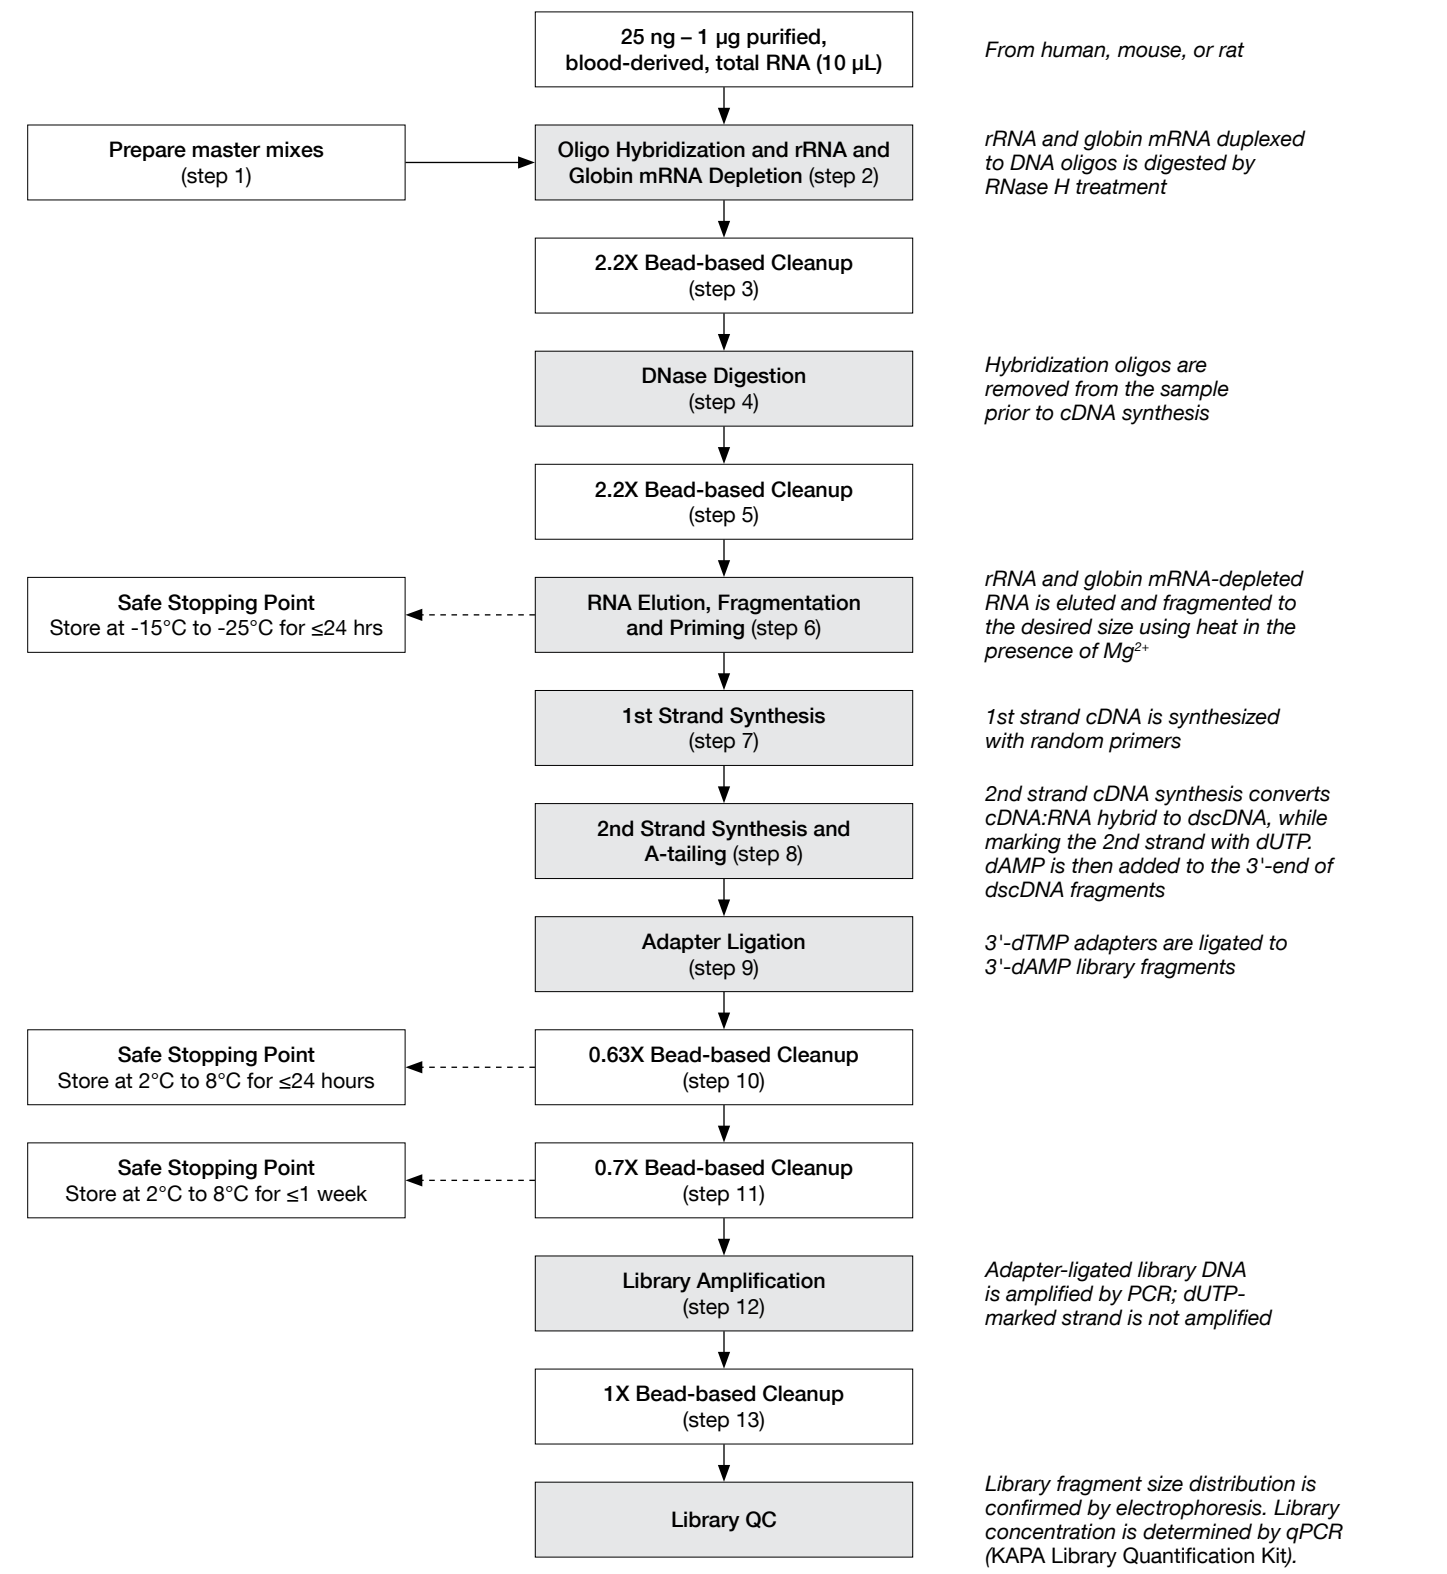 25 ng – 1 µg purified,
blood-derived, total RNA (10 µL)
From human, mouse, or rat
Prepare master mixes
(step 1)
Oligo Hybridization and rRNA and
Globin mRNA Depletion (step 2)
rRNA and globin mRNA duplexed
to DNA oligos is digested by
RNase H treatment
2.2X Bead-based Cleanup
(step 3)
DNase Digestion
(step 4)
Hybridization oligos are
removed from the sample
prior to cDNA synthesis
2.2X Bead-based Cleanup
(step 5)
Safe Stopping Point
Store at -15°C to -25°C for ≤24 hrs
RNA Elution, Fragmentation
and Priming (step 6)
rRNA and globin mRNA-depleted
RNA is eluted and fragmented to
the desired size using heat in the
presence of Mg²⁺
1st Strand Synthesis
(step 7)
1st strand cDNA is synthesized
with random primers
2nd Strand Synthesis and
A-tailing (step 8)
2nd strand cDNA synthesis converts
cDNA:RNA hybrid to dscDNA, while
marking the 2nd strand with dUTP.
dAMP is then added to the 3'-end of
dscDNA fragments
Adapter Ligation
(step 9)
3'-dTMP adapters are ligated to
3'-dAMP library fragments
Safe Stopping Point
Store at 2°C to 8°C for ≤24 hours
0.63X Bead-based Cleanup
(step 10)
Safe Stopping Point
Store at 2°C to 8°C for ≤1 week
0.7X Bead-based Cleanup
(step 11)
Library Amplification
(step 12)
Adapter-ligated library DNA
is amplified by PCR; dUTP-
marked strand is not amplified
1X Bead-based Cleanup
(step 13)
Library QC
Library fragment size distribution is
confirmed by electrophoresis. Library
concentration is determined by qPCR
(KAPA Library Quantification Kit).